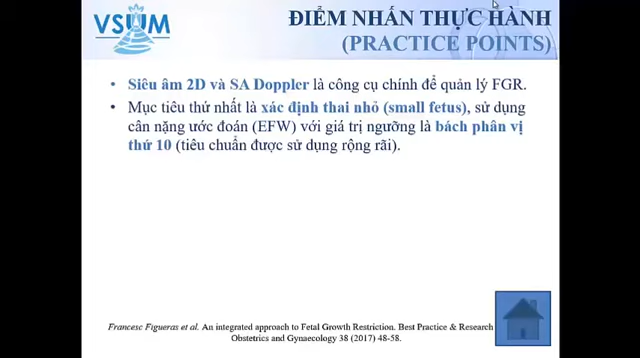 VSUM
ĐIỂM NHẤN THỰC HÀNH
(PRACTICE POINTS)
• Siêu âm 2D và SA Doppler là công cụ chính để quản lý FGR.
• Mục tiêu thứ nhất là xác định thai nhỏ (small fetus), sử dụng
cân nặng ước đoán (EFW) với giá trị ngưỡng là bách phân vị
thứ 10 (tiêu chuẩn được sử dụng rộng rãi).
Francesc Figueras et al. An integrated approach to Fetal Growth Restriction. Best Practice & Research
Obstetrics and Gynaecology 38 (2017) 48-58.